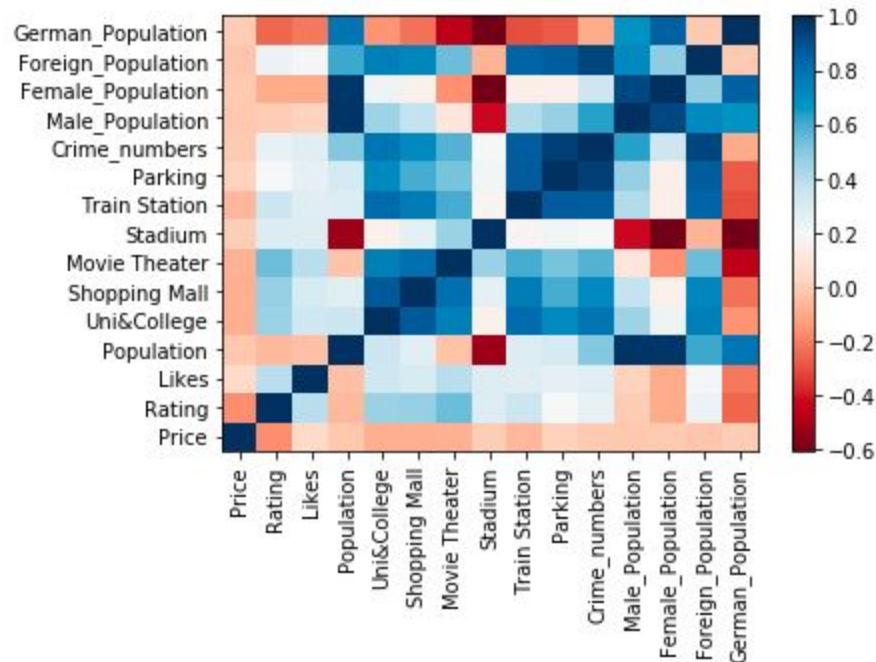 German_Population
Foreign_Population
Female_Population
Male_Population
Crime_numbers
Parking
Train Station
Stadium
Movie Theater
Shopping Mall
Uni&College
Population
Likes
Rating
Price
Price
Rating
Likes
Population
Uni&College
Shopping Mall
Movie Theater
Stadium
Train Station
Parking
Crime_numbers
Male_Population
Female_Population
Foreign_Population
German_Population
1.0
0.8
0.6
0.4
0.2
0.0
−0.2
−0.4
−0.6